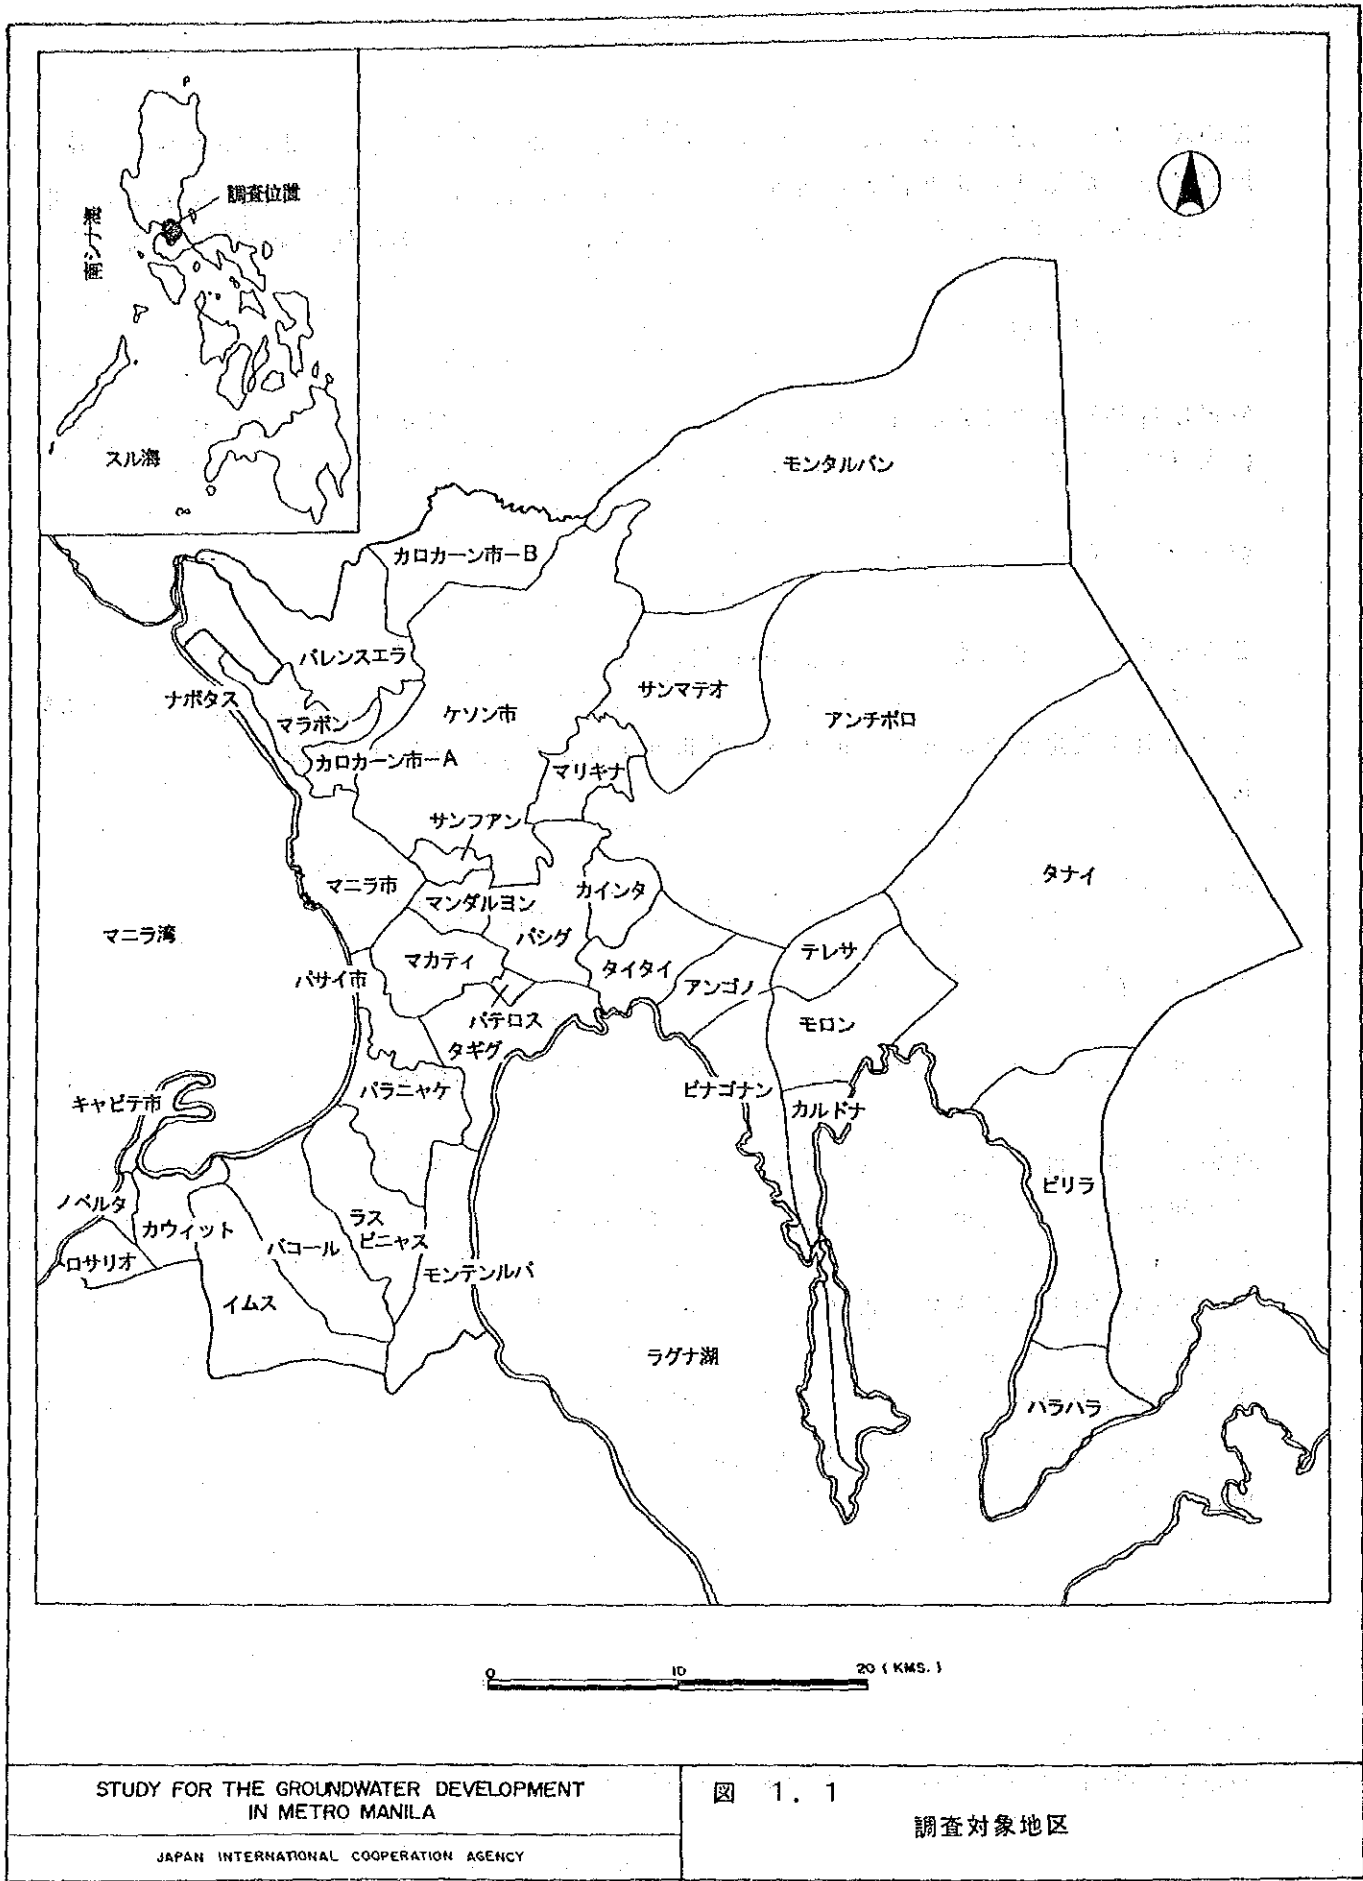 調査位置
南シナ海
スル海
モンタルバン
カロカーン市-B
バレンスエラ
ナボタス
マラボン
ケソン市
サンマテオ
アンチポロ
カロカーン市-A
マリキナ
サンフアン
マニラ市
マンダルヨン
カインタ
タナイ
マニラ湾
パシグ
マカティ
タイタイ
テレサ
パサイ市
アンゴノ
パテロス
モロン
タギグ
パラニャケ
ビナゴナン
カルドナ
キャビテ市
ノベルタ
カウィット
ラス
ピニャス
ピリラ
バコール
ロサリオ
モンテンルパ
イムス
ラグナ湖
ハラハラ
0 10 20 ( KMS. )
STUDY FOR THE GROUNDWATER DEVELOPMENT
IN METRO MANILA
JAPAN INTERNATIONAL COOPERATION AGENCY
図 1.1
調査対象地区